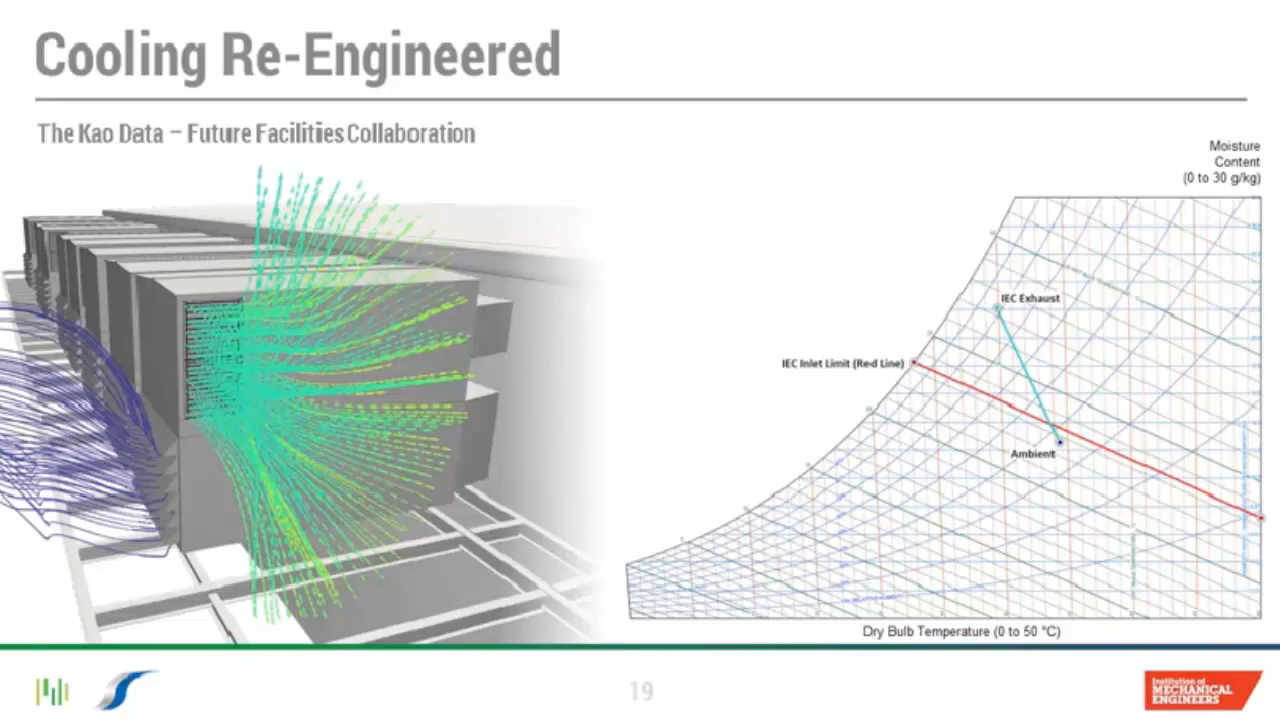 Cooling Re-Engineered
The Kao Data – Future Facilities Collaboration
Moisture
Content
(0 to 30 g/kg)
IEC Exhaust
IEC Inlet Limit (Red Line)
Ambient
Dry Bulb Temperature (0 to 50 °C)
19
Institution of
MECHANICAL
ENGINEERS